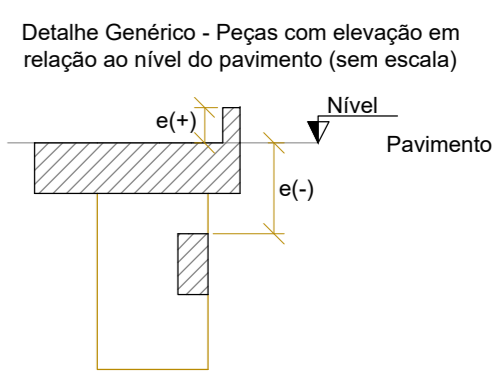 Detalhe Genérico - Peças com elevação em
relação ao nível do pavimento (sem escala)
e(+)
Nível
Pavimento
e(-)